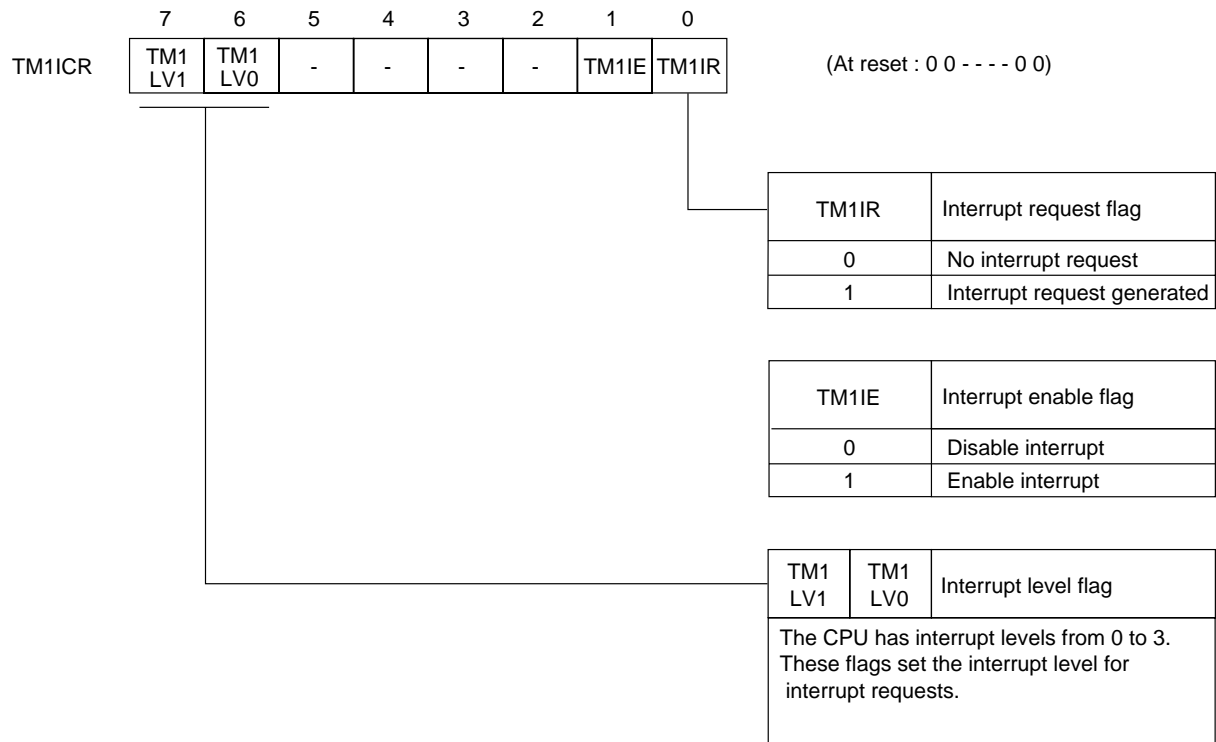 7 6 5 4 3 2 1 0
TM1ICR
TM1 LV1
TM1 LV0
- - - -
TM1IE
TM1IR
(At reset : 0 0 - - - - 0 0)
TM1IR Interrupt request flag
0 No interrupt request
1 Interrupt request generated
TM1IE Interrupt enable flag
0 Disable interrupt
1 Enable interrupt
TM1 LV1
TM1 LV0
Interrupt level flag
The CPU has interrupt levels from 0 to 3.
These flags set the interrupt level for
interrupt requests.